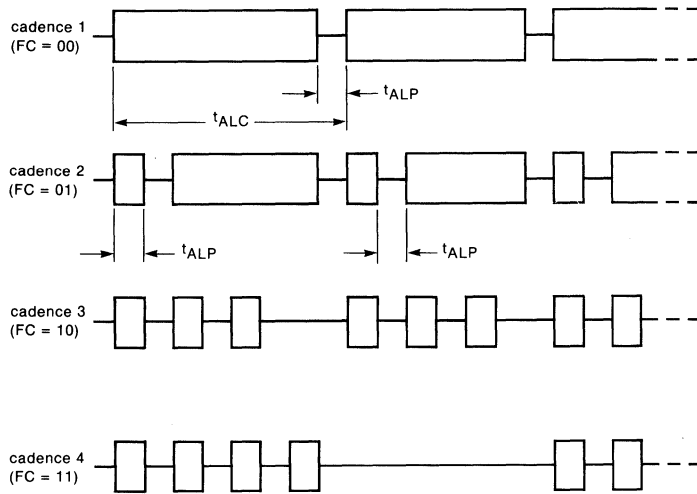 cadence 1
(FC = 00)
tALP
tALC
cadence 2
(FC = 01)
tALP
tALP
cadence 3
(FC = 10)
cadence 4
(FC = 11)